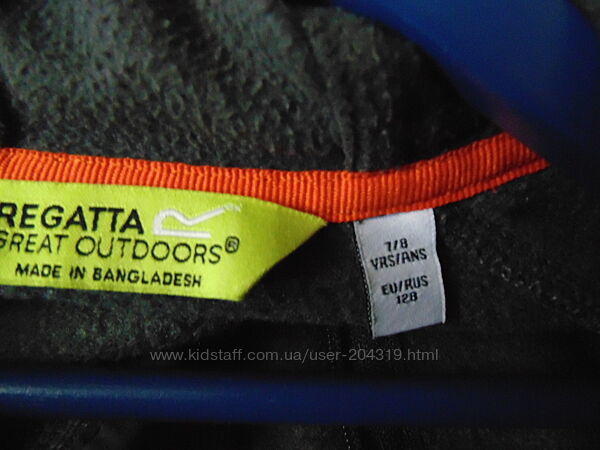 REGATTA
GREAT OUTDOORS®
MADE IN BANGLADESH
7/8
YRS/ANS
EU/RUS
128
www.kidstaff.com.ua/user-204319.html